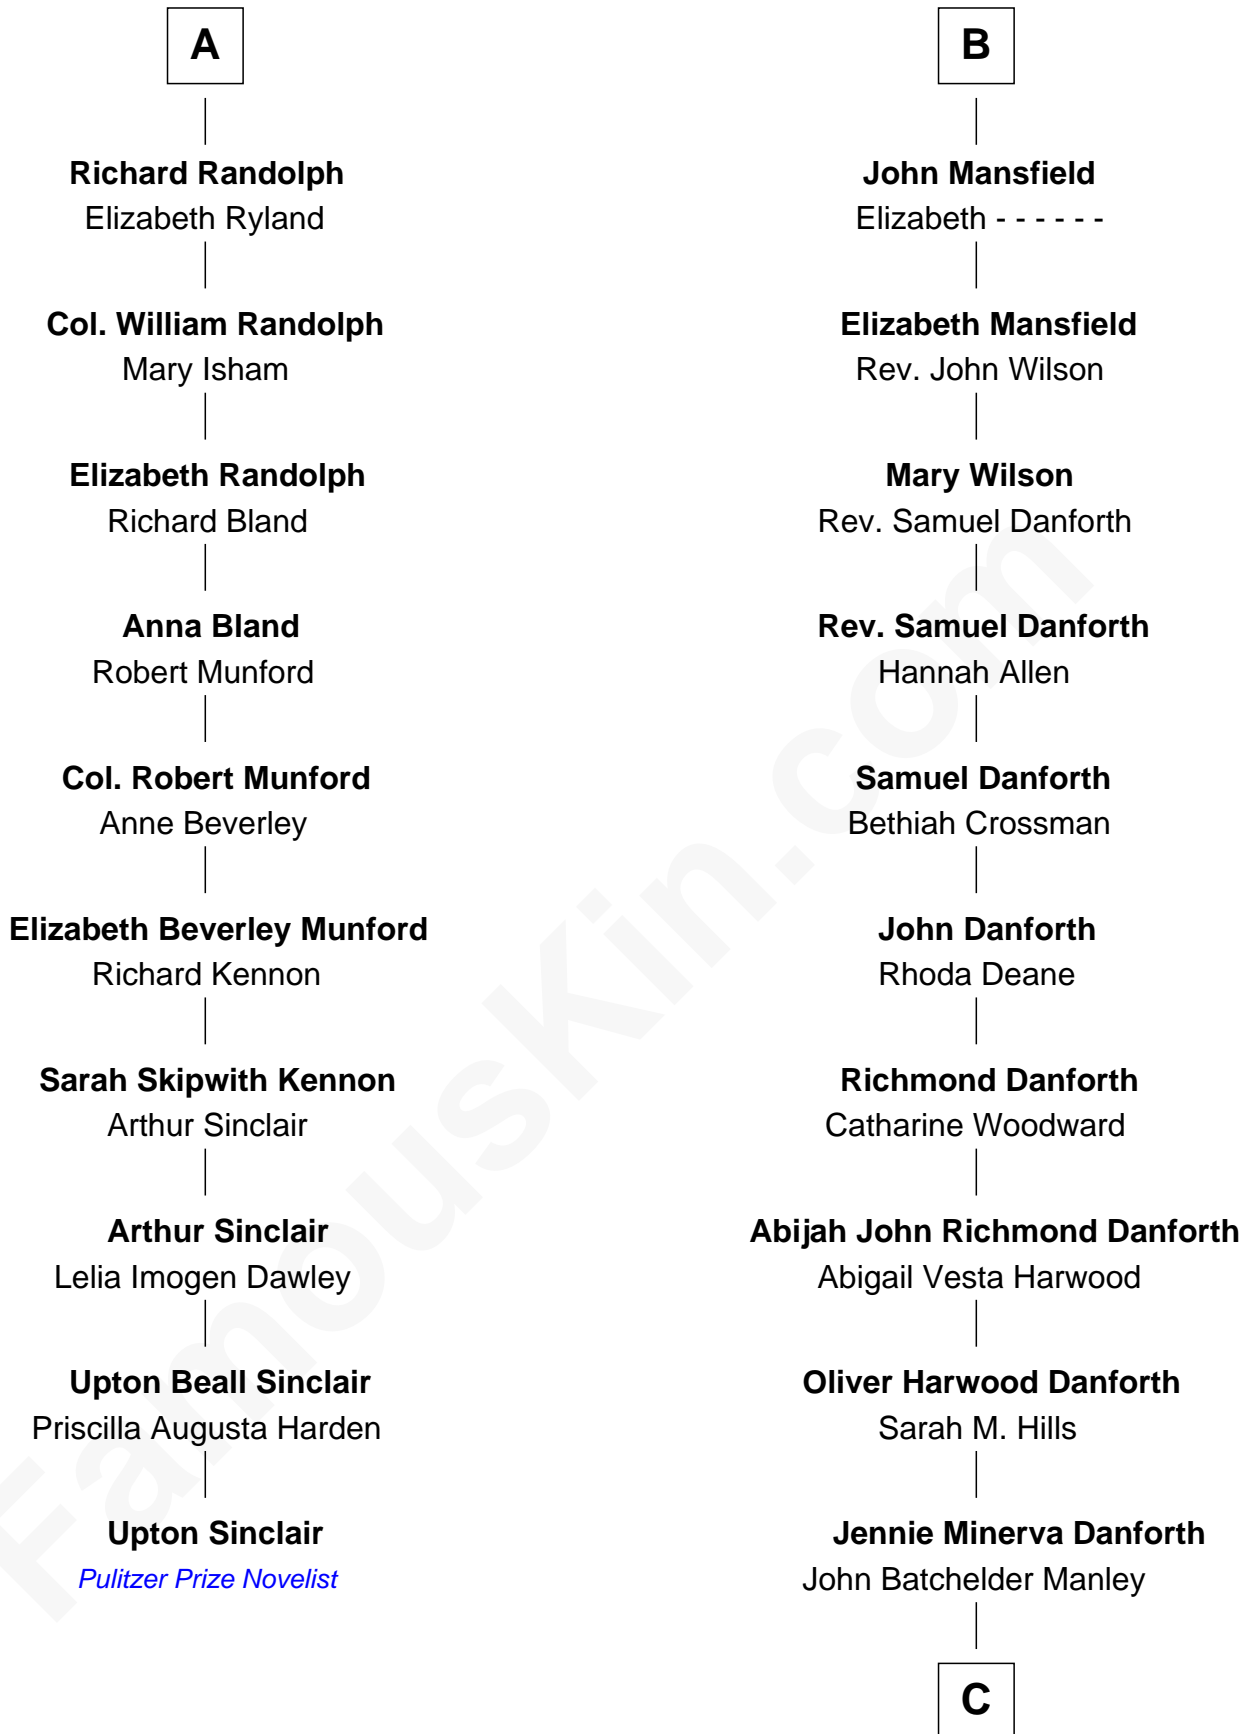 A
Richard Randolph
Elizabeth Ryland
Col. William Randolph
Mary Isham
Elizabeth Randolph
Richard Bland
Anna Bland
Robert Munford
Col. Robert Munford
Anne Beverley
Elizabeth Beverley Munford
Richard Kennon
Sarah Skipwith Kennon
Arthur Sinclair
Arthur Sinclair
Lelia Imogen Dawley
Upton Beall Sinclair
Priscilla Augusta Harden
Upton Sinclair
Pulitzer Prize Novelist
B
John Mansfield
Elizabeth - - - - - -
Elizabeth Mansfield
Rev. John Wilson
Mary Wilson
Rev. Samuel Danforth
Rev. Samuel Danforth
Hannah Allen
Samuel Danforth
Bethiah Crossman
John Danforth
Rhoda Deane
Richmond Danforth
Catharine Woodward
Abijah John Richmond Danforth
Abigail Vesta Harwood
Oliver Harwood Danforth
Sarah M. Hills
Jennie Minerva Danforth
John Batchelder Manley
C
FamousKin.com